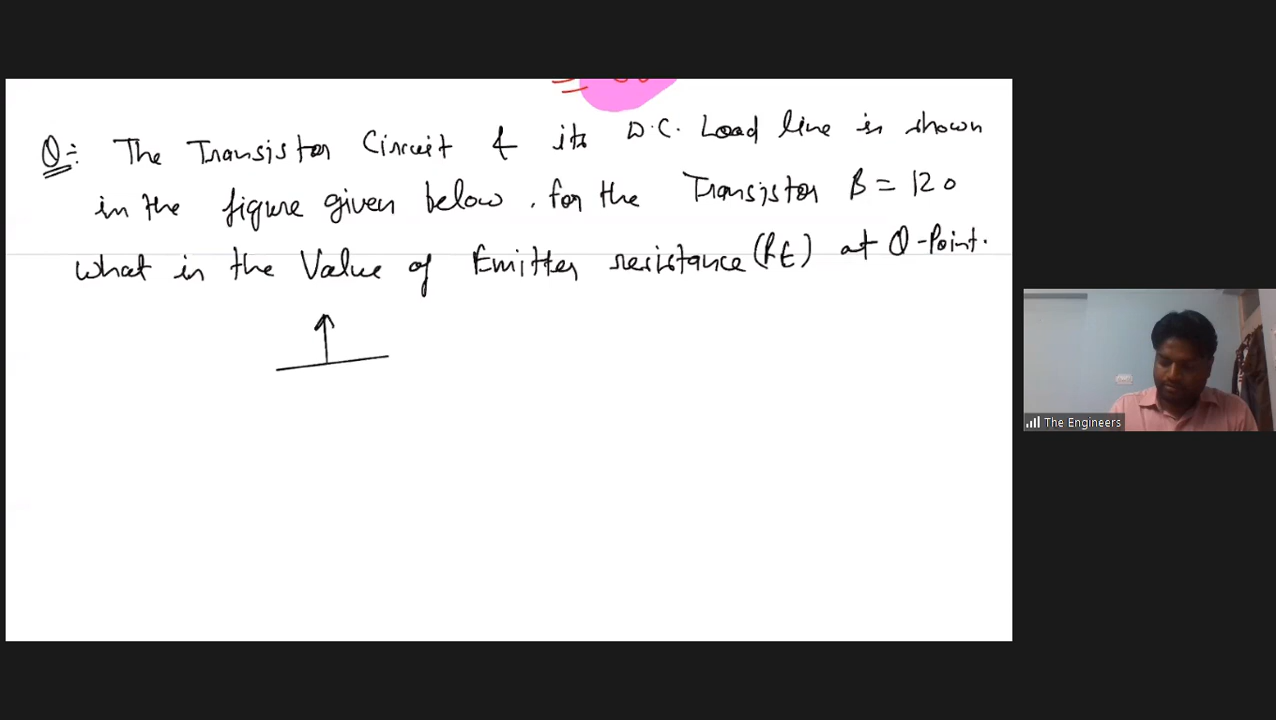 Q:- The Transistor Circuit & its D.C. Load line is shown
in the figure given below. for the Transistor β = 120
what is the Value of Emitter resistance (RE) at Q-Point.
The Engineers